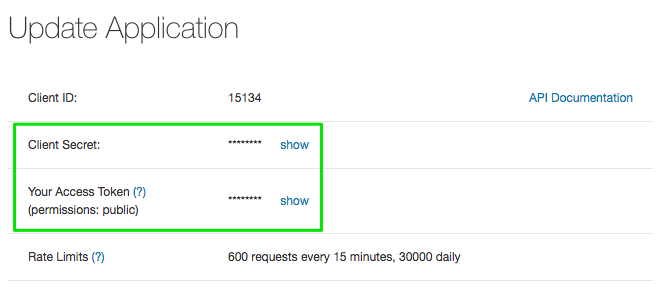 Update Application
Client ID: 15134 API Documentation
Client Secret: ******** show
Your Access Token (?)
(permissions: public) ******** show
Rate Limits (?) 600 requests every 15 minutes, 30000 daily